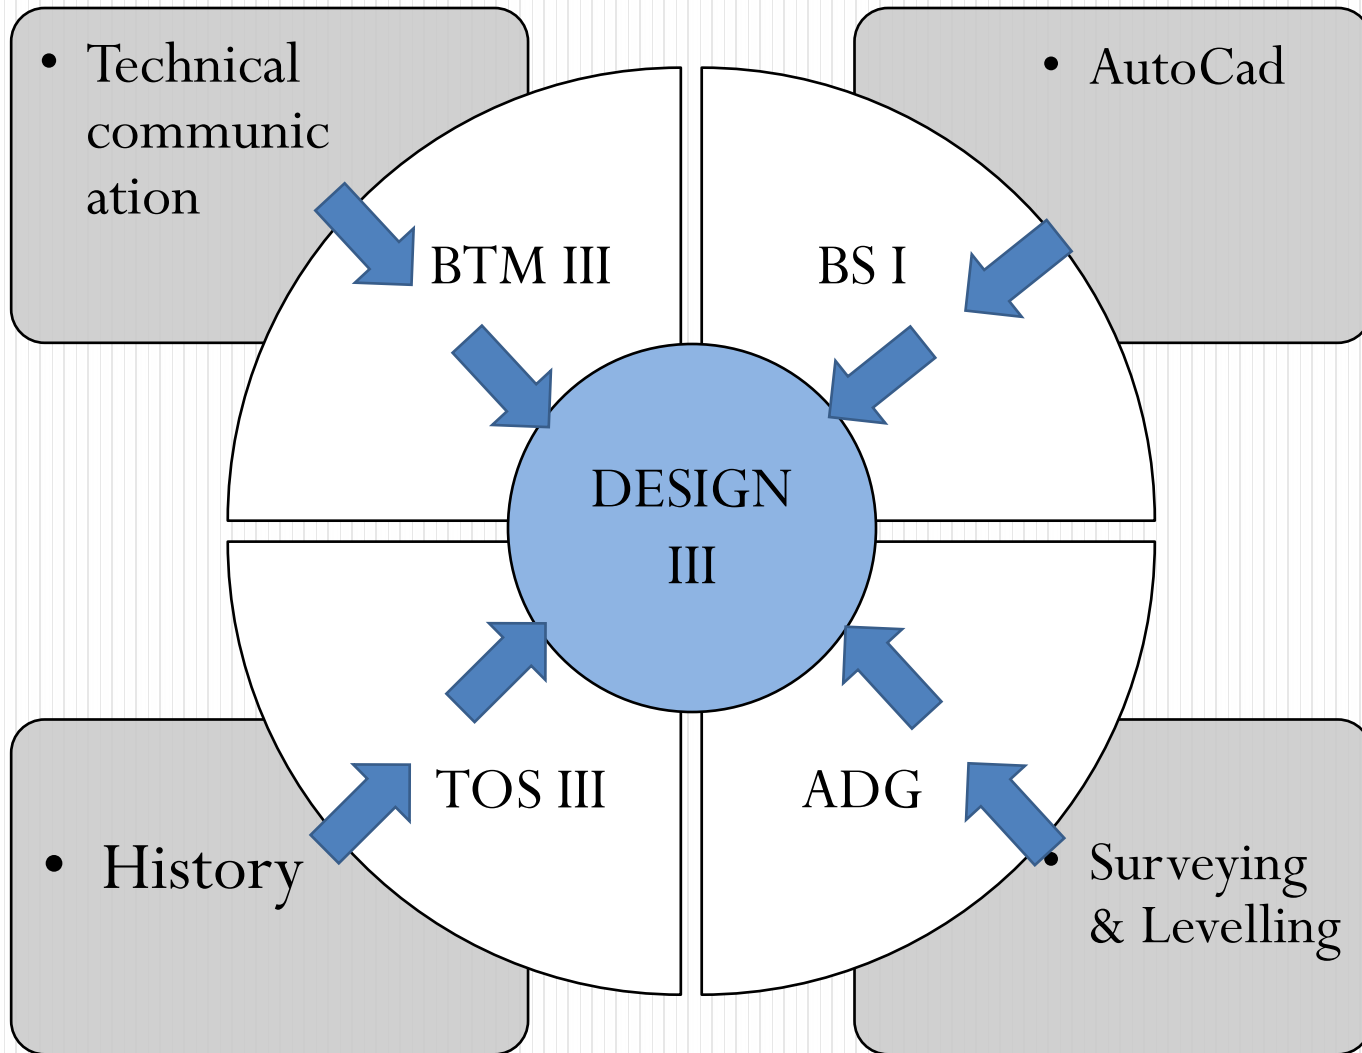 • Technical
communic
ation
• AutoCad
BTM III
BS I
DESIGN
III
TOS III
ADG
• History
• Surveying
& Levelling